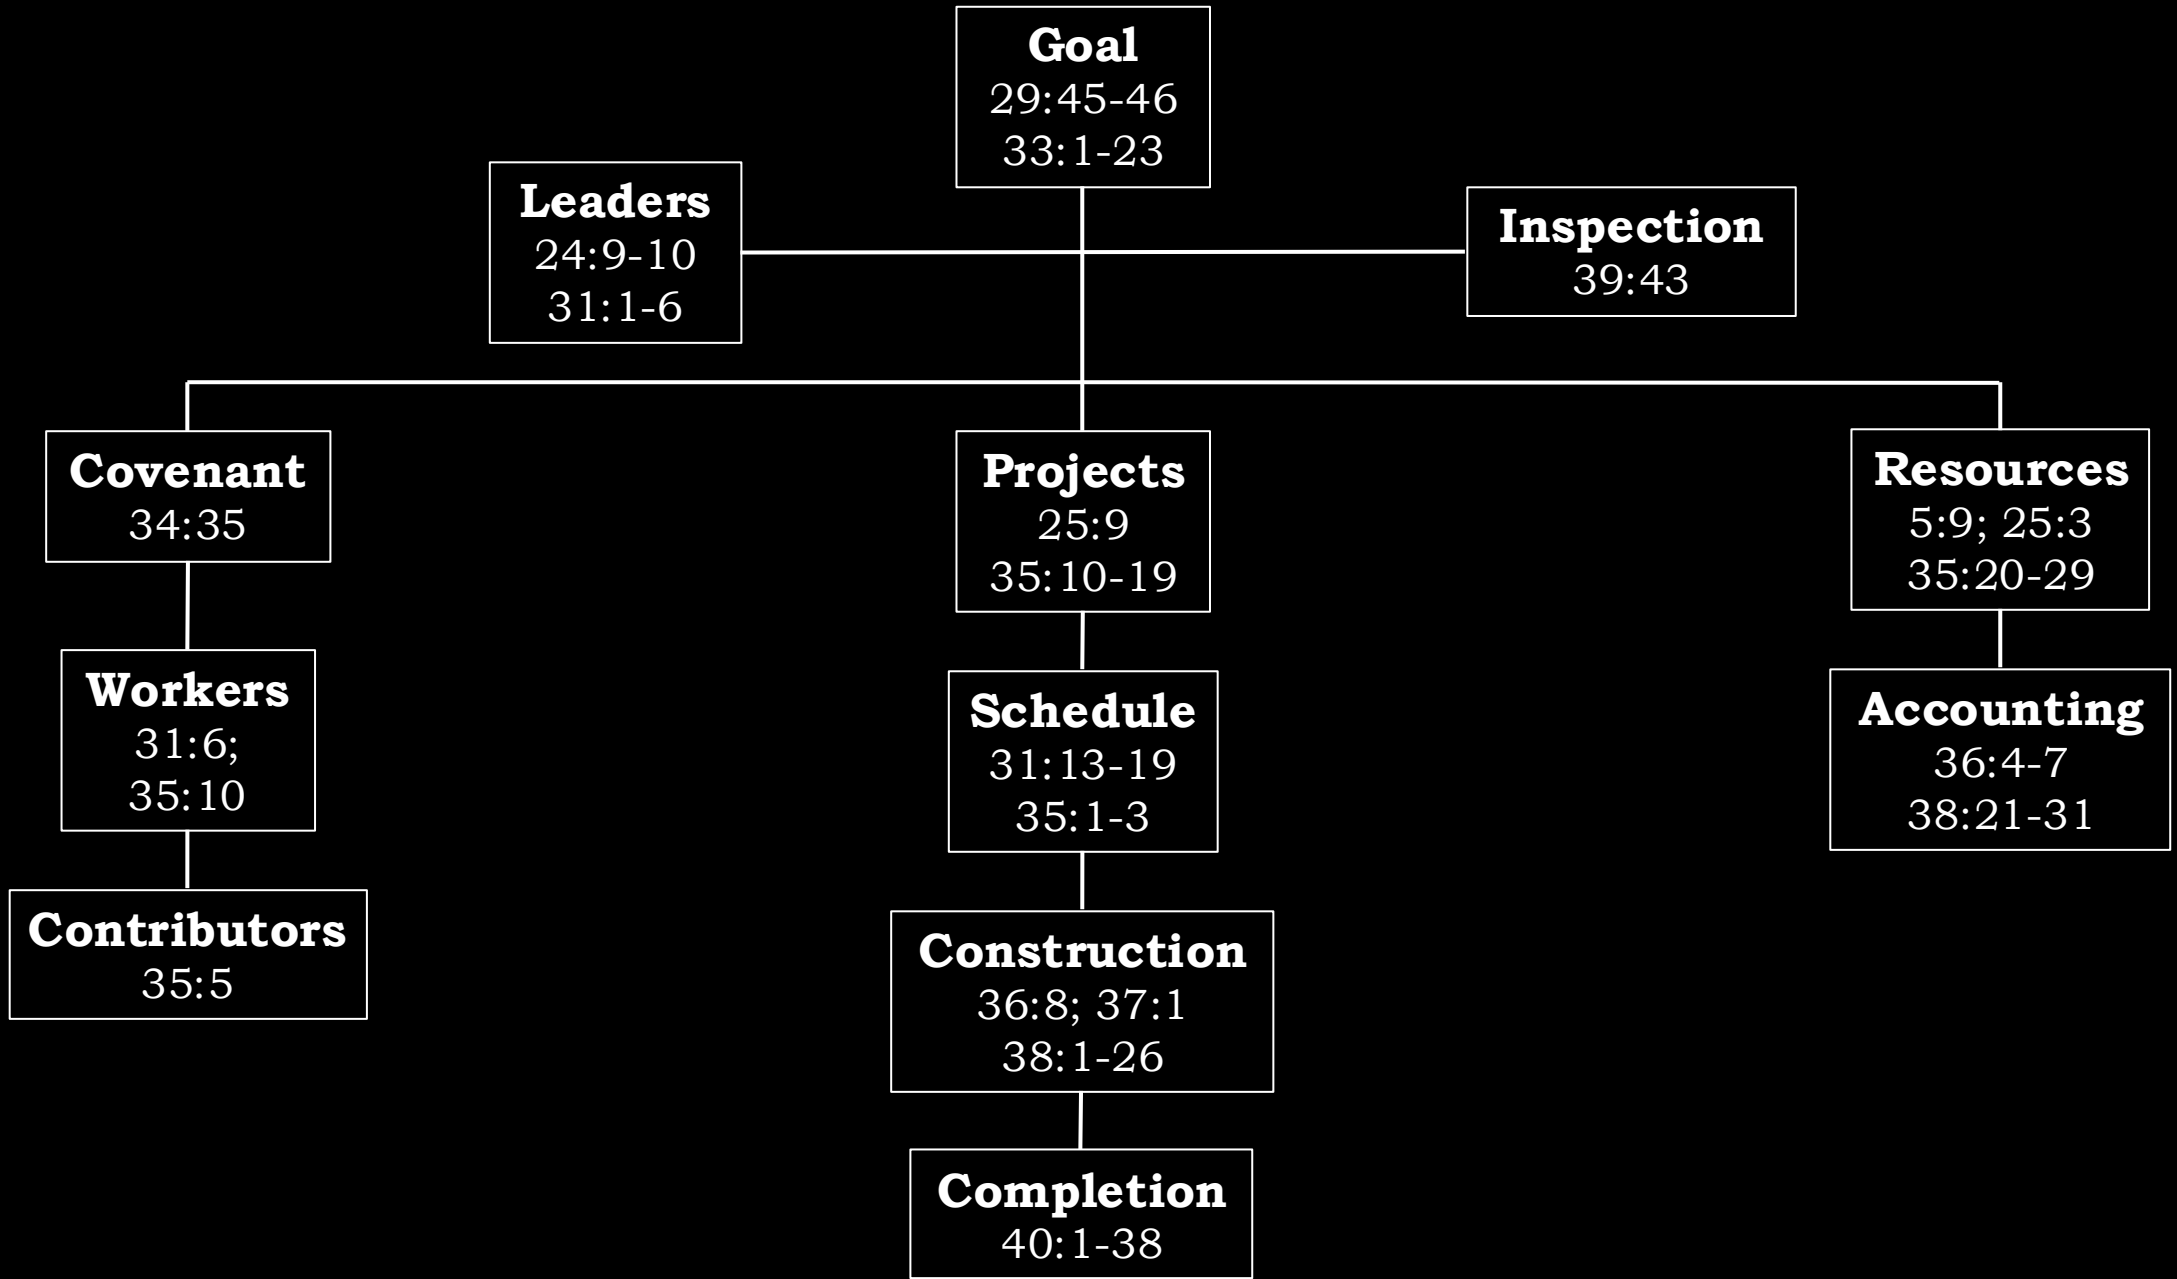 Goal
29:45-46
33:1-23
Leaders
24:9-10
31:1-6
Inspection
39:43
Covenant
34:35
Projects
25:9
35:10-19
Resources
5:9; 25:3
35:20-29
Workers
31:6;
35:10
Schedule
31:13-19
35:1-3
Accounting
36:4-7
38:21-31
Contributors
35:5
Construction
36:8; 37:1
38:1-26
Completion
40:1-38